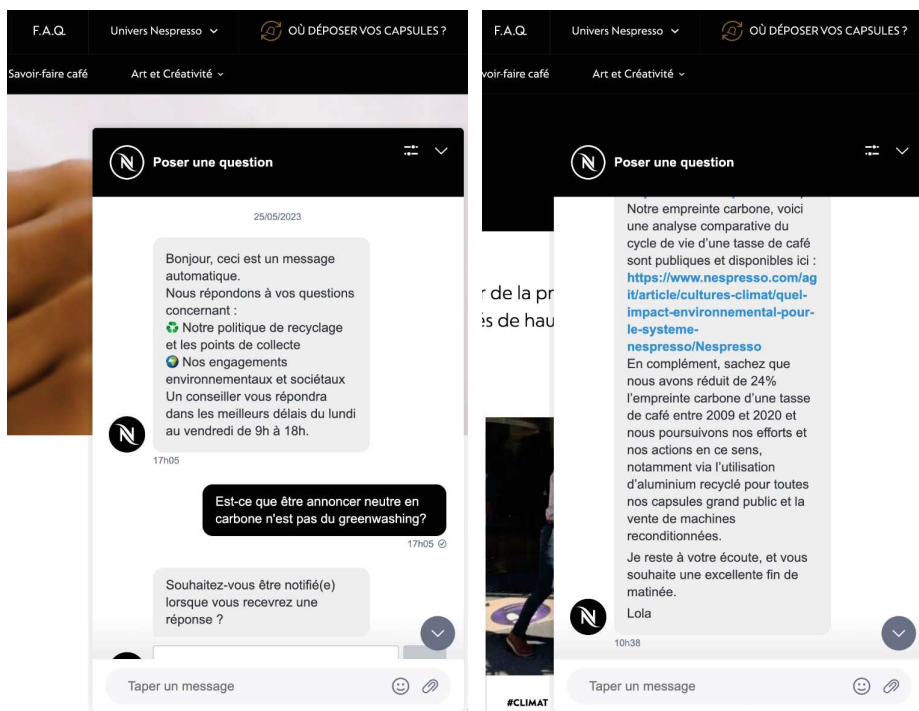 F.A.Q.
Univers Nespresso
OÙ DÉPOSER VOS CAPSULES ?
Savoir-faire café
Art et Créativité
Poser une question
25/05/2023
Bonjour, ceci est un message
automatique.
Nous répondons à vos questions
concernant :
♻️ Notre politique de recyclage
et les points de collecte
🌍 Nos engagements
environnementaux et sociétaux
Un conseiller vous répondra
dans les meilleurs délais du lundi
au vendredi de 9h à 18h.
17h05
Est-ce que être annoncer neutre en
carbone n'est pas du greenwashing?
17h05
Souhaitez-vous être notifié(e)
lorsque vous recevrez une
réponse ?
Taper un message
F.A.Q.
Univers Nespresso
OÙ DÉPOSER VOS CAPSULES ?
voir-faire café
Art et Créativité
Poser une question
Notre empreinte carbone, voici
une analyse comparative du
cycle de vie d'une tasse de café
sont publiques et disponibles ici :
https://www.nespresso.com/ag
it/article/cultures-climat/quel-
impact-environnemental-pour-
le-systeme-
nespresso/Nespresso
En complément, sachez que
nous avons réduit de 24%
l'empreinte carbone d'une tasse
de café entre 2009 et 2020 et
nous poursuivons nos efforts et
nos actions en ce sens,
notamment via l'utilisation
d'aluminium recyclé pour toutes
nos capsules grand public et la
vente de machines
reconditionnées.
Je reste à votre écoute, et vous
souhaite une excellente fin de
matinée.
Lola
10h38
r de la pr
és de hau
#CLIMAT
Taper un message